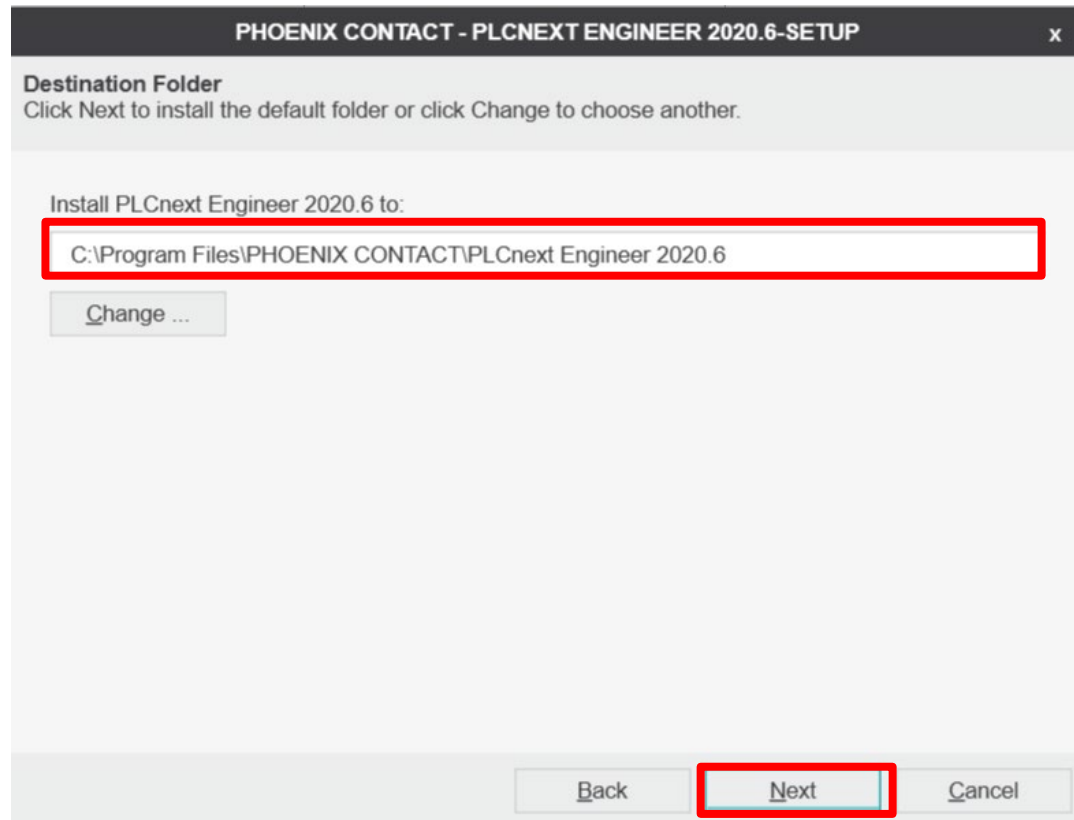 PHOENIX CONTACT - PLCNEXT ENGINEER 2020.6-SETUP x
Destination Folder
Click Next to install the default folder or click Change to choose another.
Install PLCnext Engineer 2020.6 to:
C:\Program Files\PHOENIX CONTACT\PLCnext Engineer 2020.6
Change ...
Back Next Cancel